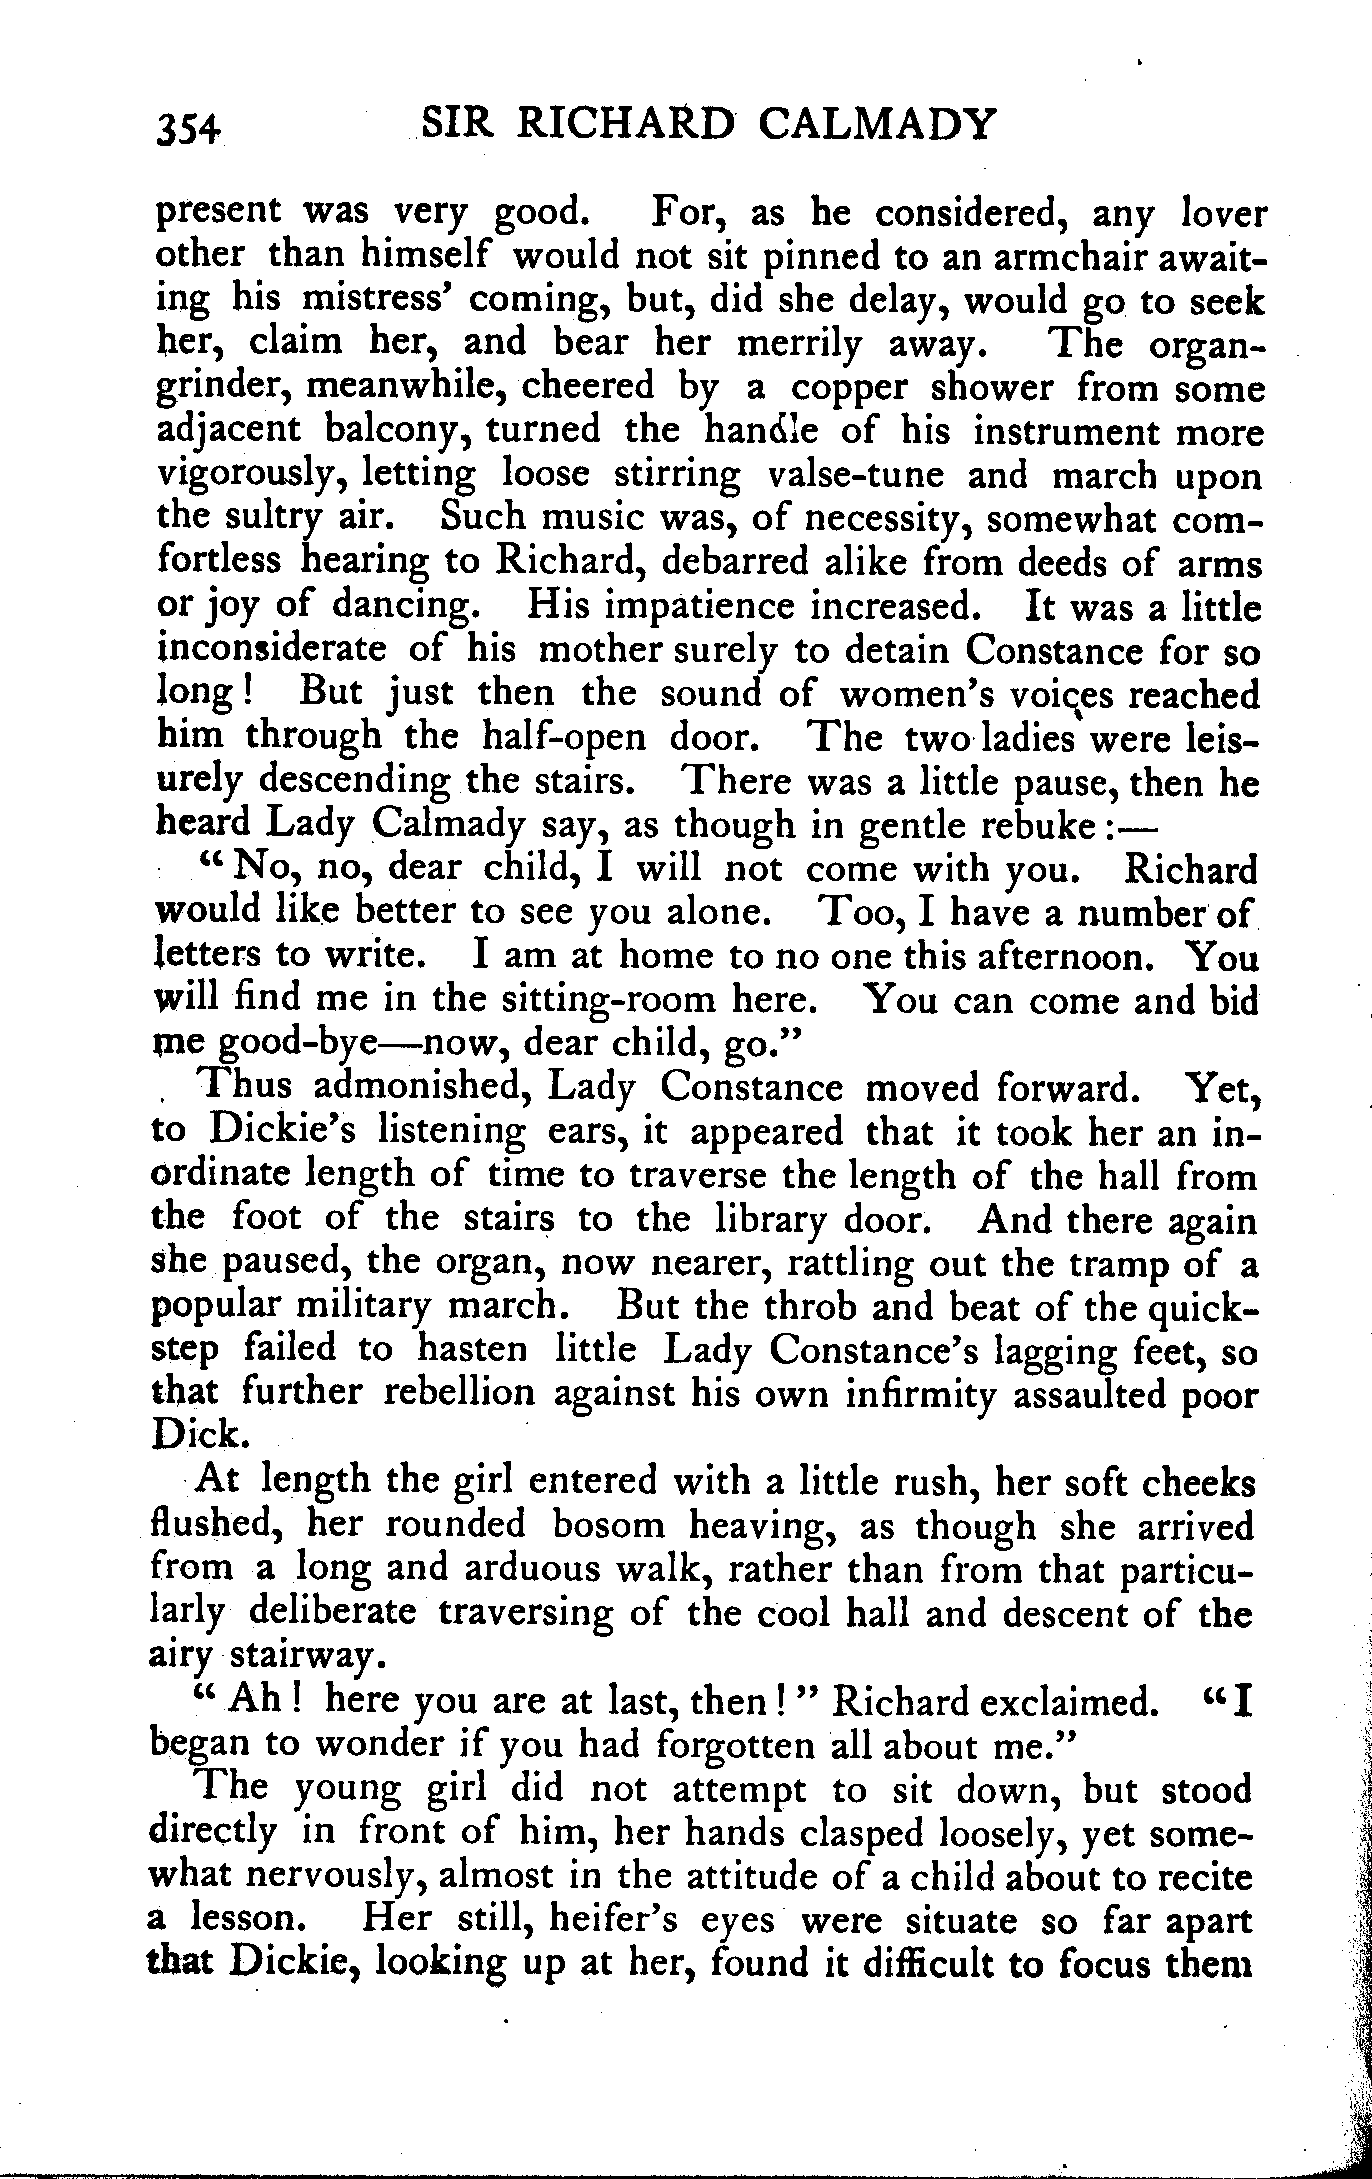 354 SIR RICHARD CALMADY
present was very good. For, as he considered, any lover
other than himself would not sit pinned to an armchair await-
ing his mistress' coming, but, did she delay, would go to seek
her, claim her, and bear her merrily away. The organ-
grinder, meanwhile, cheered by a copper shower from some
adjacent balcony, turned the handle of his instrument more
vigorously, letting loose stirring valse-tune and march upon
the sultry air. Such music was, of necessity, somewhat com-
fortless hearing to Richard, debarred alike from deeds of arms
or joy of dancing. His impatience increased. It was a little
inconsiderate of his mother surely to detain Constance for so
long! But just then the sound of women's voices reached
him through the half-open door. The two ladies were leis-
urely descending the stairs. There was a little pause, then he
heard Lady Calmady say, as though in gentle rebuke:—
"No, no, dear child, I will not come with you. Richard
would like better to see you alone. Too, I have a number of
letters to write. I am at home to no one this afternoon. You
will find me in the sitting-room here. You can come and bid
me good-bye—now, dear child, go."
Thus admonished, Lady Constance moved forward. Yet,
to Dickie's listening ears, it appeared that it took her an in-
ordinate length of time to traverse the length of the hall from
the foot of the stairs to the library door. And there again
she paused, the organ, now nearer, rattling out the tramp of a
popular military march. But the throb and beat of the quick-
step failed to hasten little Lady Constance's lagging feet, so
that further rebellion against his own infirmity assaulted poor
Dick.
At length the girl entered with a little rush, her soft cheeks
flushed, her rounded bosom heaving, as though she arrived
from a long and arduous walk, rather than from that particu-
larly deliberate traversing of the cool hall and descent of the
airy stairway.
"Ah! here you are at last, then!" Richard exclaimed. "I
began to wonder if you had forgotten all about me."
The young girl did not attempt to sit down, but stood
directly in front of him, her hands clasped loosely, yet some-
what nervously, almost in the attitude of a child about to recite
a lesson. Her still, heifer's eyes were situate so far apart
that Dickie, looking up at her, found it difficult to focus them